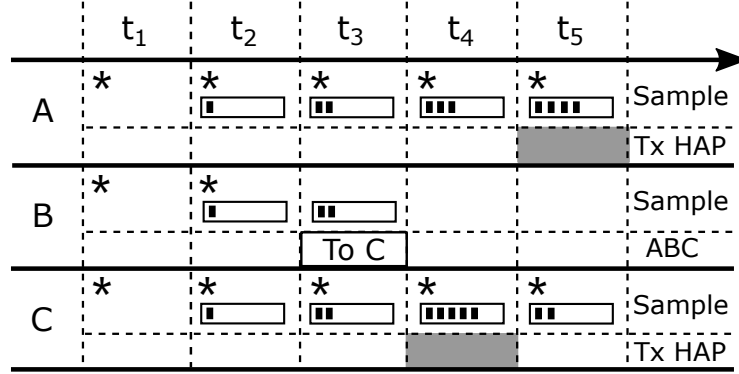 t₁ t₂ t₃ t₄ t₅
A * * * * * Sample
Tx HAP
B * * Sample
To C ABC
C * * * * * Sample
Tx HAP